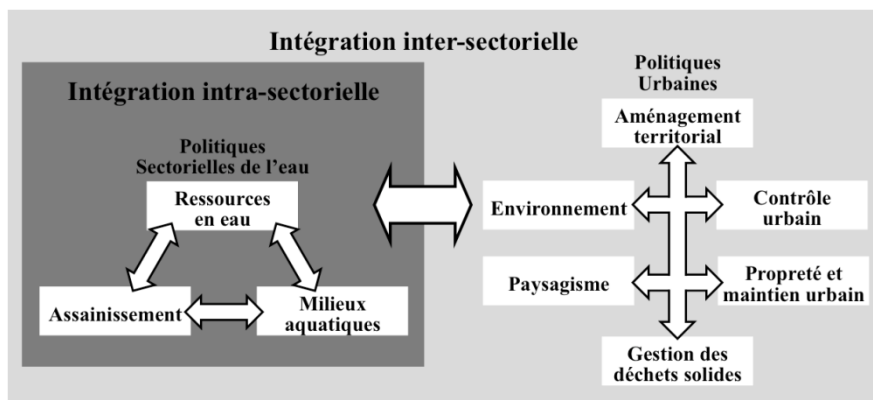 Intégration inter-sectorielle
Intégration intra-sectorielle
Politiques
Sectorielles de l'eau
Ressources
en eau
Assainissement
Milieux
aquatiques
Politiques
Urbaines
Aménagement
territorial
Environnement
Contrôle
urbain
Paysagisme
Propreté et
maintien urbain
Gestion des
déchets solides